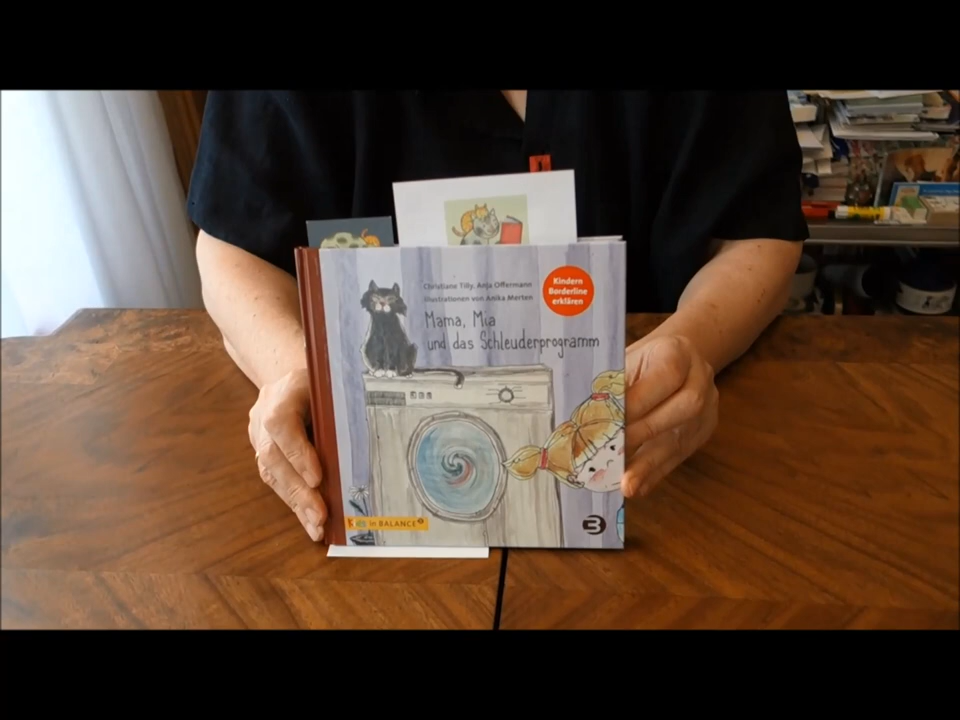 Christiane Tilly, Anja Offermann
Illustrationen von Anika Merten
Kindern
Borderline
erklären
Mama, Mia
und das Schleuderprogramm
in BALANCE
B